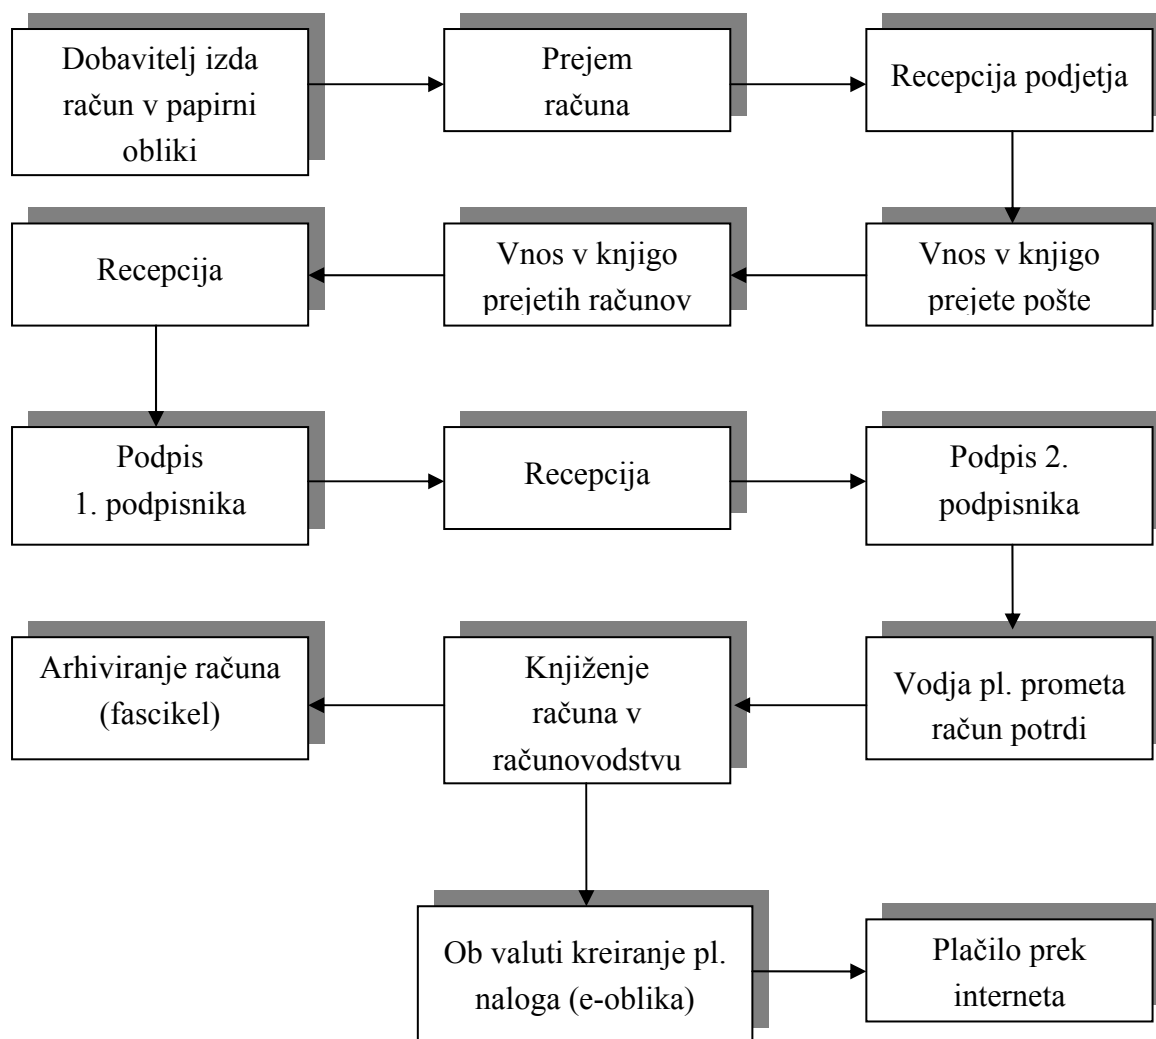 Dobavitelj izda
račun v papirni
obliki
Prejem
računa
Recepcija podjetja
Recepcija
Vnos v knjigo
prejetih računov
Vnos v knjigo
prejete pošte
Podpis
1. podpisnika
Recepcija
Podpis 2.
podpisnika
Arhiviranje računa
(fascikel)
Knjiženje
računa v
računovodstvu
Vodja pl. prometa
račun potrdi
Ob valuti kreiranje pl.
naloga (e-oblika)
Plačilo prek
interneta